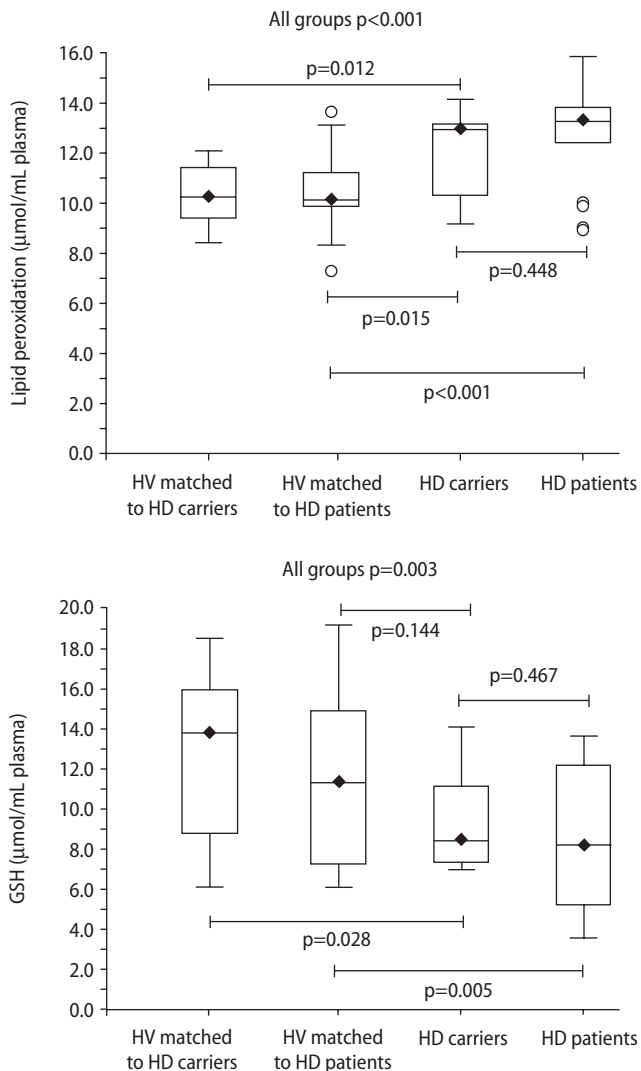 All groups p<0.001
Lipid peroxidation (μmol/mL plasma)
16.0
14.0
12.0
10.0
8.0
6.0
4.0
2.0
0.0
p=0.012
p=0.448
p=0.015
p<0.001
HV matched
to HD carriers
HV matched
to HD patients
HD carriers
HD patients
All groups p=0.003
GSH (μmol/mL plasma)
20.0
18.0
16.0
14.0
12.0
10.0
8.0
6.0
4.0
2.0
0.0
p=0.144
p=0.467
p=0.028
p=0.005
HV matched
to HD carriers
HV matched
to HD patients
HD carriers
HD patients